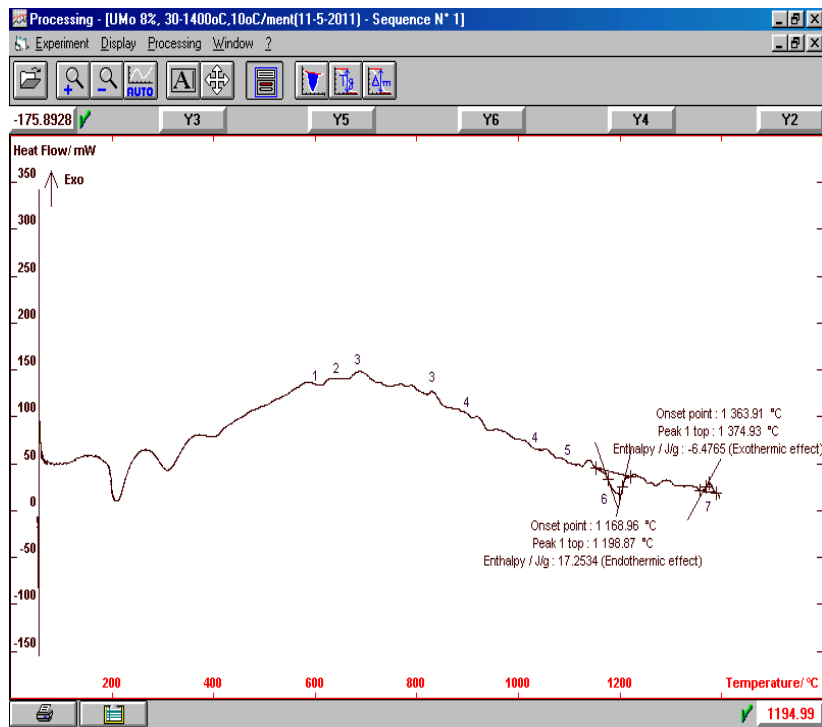 Processing - [UMo 8%, 30-1400oC,10oC/ment(11-5-2011) - Sequence N° 1]
Experiment Display Processing Window ?
AUTO A
-175.8928 Y3 Y5 Y6 Y4 Y2
Heat Flow/ mW
Exo
350
300
250
200
150
100
50
0
-50
-100
-150
1 2 3 3 4 4 5 6 7
Onset point : 1 363.91 °C
Peak 1 top : 1 374.93 °C
Enthalpy / J/g : -6.4765 (Exothermic effect)
Onset point : 1 168.96 °C
Peak 1 top : 1 198.87 °C
Enthalpy / J/g : 17.2534 (Endothermic effect)
200 400 600 800 1000 1200 Temperature/ °C
1194.99